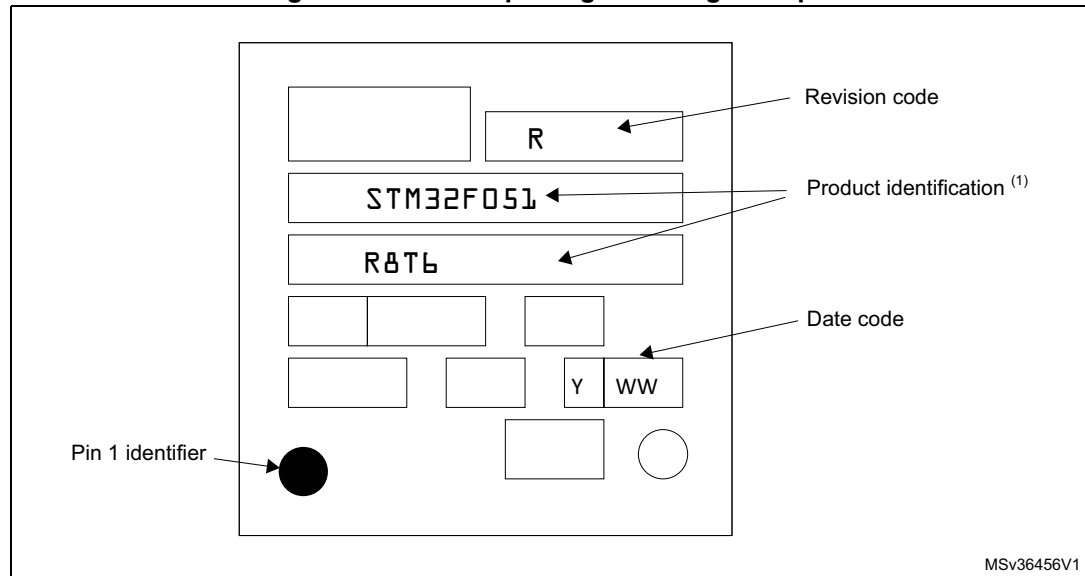 Revision code
R
Product identification (1)
STM32F051
R8T6
Date code
Y WW
Pin 1 identifier
MSv36456V1